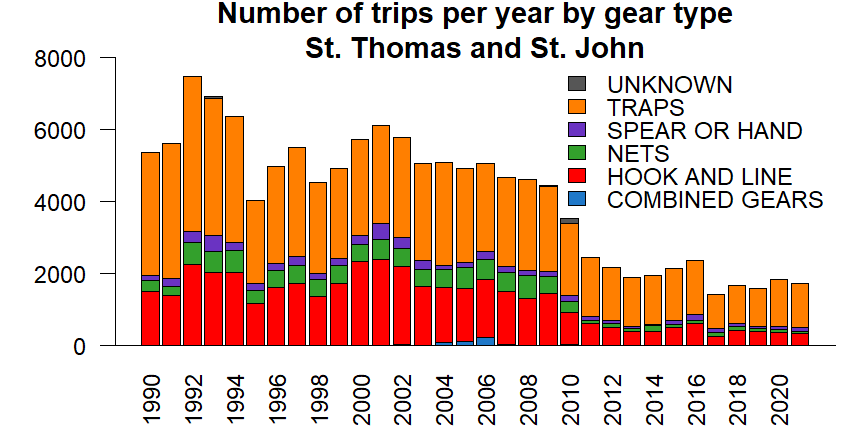 Number of trips per year by gear type
St. Thomas and St. John
8000
6000
4000
2000
0
UNKNOWN
TRAPS
SPEAR OR HAND
NETS
HOOK AND LINE
COMBINED GEARS
1990
1992
1994
1996
1998
2000
2002
2004
2006
2008
2010
2012
2014
2016
2018
2020